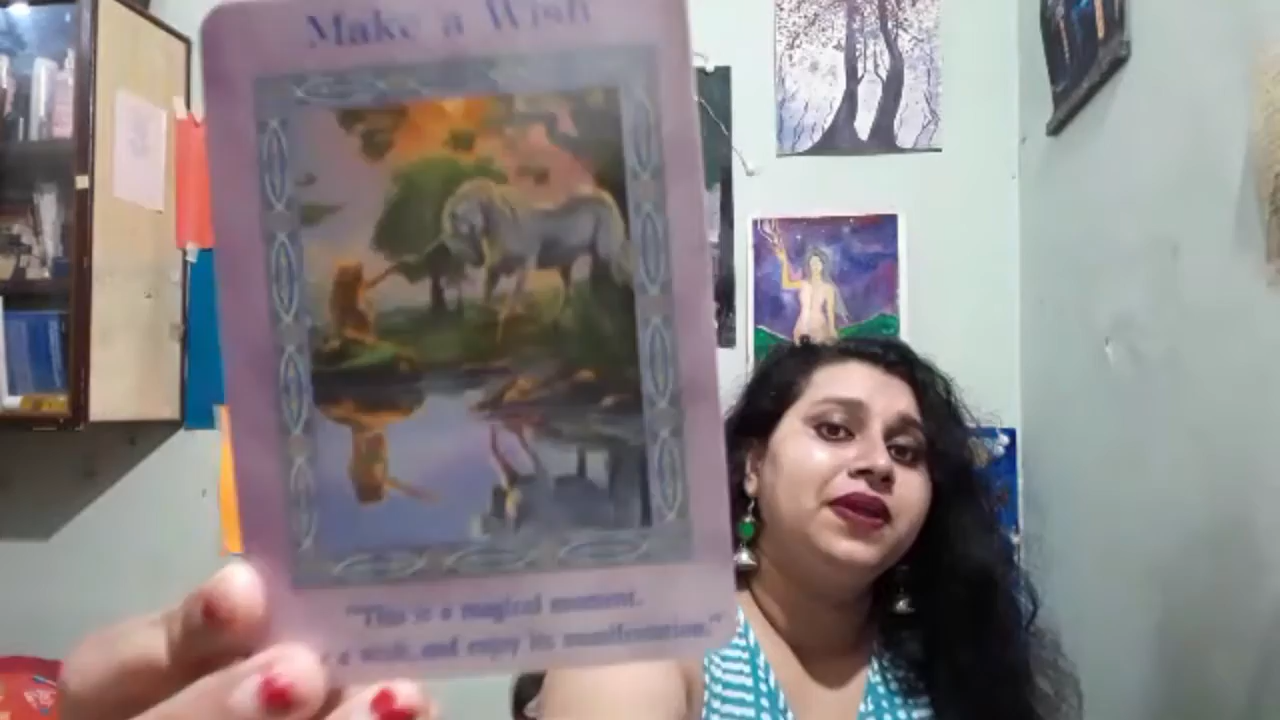 Make a Wish
"This is a magical moment.
a wish and enjoy its manifestation."